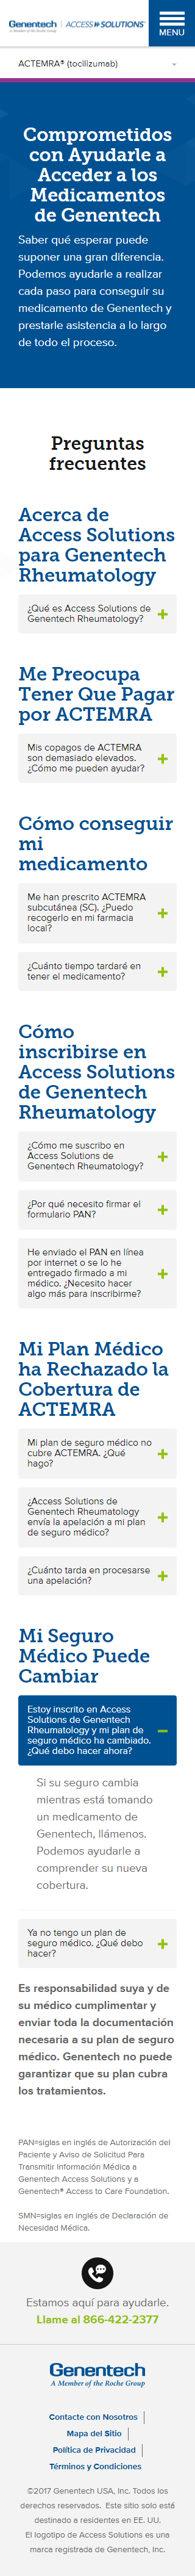 Genentech
A Member of the Roche Group
ACCESS SOLUTIONS®
MENU
ACTEMRA® (tocilizumab)
Comprometidos
con Ayudarle a
Acceder a los
Medicamentos
de Genentech
Saber qué esperar puede
suponer una gran diferencia.
Podemos ayudarle a realizar
cada paso para conseguir su
medicamento de Genentech y
prestarle asistencia a lo largo
de todo el proceso.
Preguntas
frecuentes
Acerca de
Access Solutions
para Genentech
Rheumatology
¿Qué es Access Solutions de
Genentech Rheumatology?
Me Preocupa
Tener Que Pagar
por ACTEMRA
Mis copagos de ACTEMRA
son demasiado elevados.
¿Cómo me pueden ayudar?
Cómo conseguir
mi
medicamento
Me han prescrito ACTEMRA
subcutánea (SC). ¿Puedo
recogerlo en mi farmacia
local?
¿Cuánto tiempo tardaré en
tener el medicamento?
Cómo
inscribirse en
Access Solutions
de Genentech
Rheumatology
¿Cómo me suscribo en
Access Solutions de
Genentech Rheumatology?
¿Por qué necesito firmar el
formulario PAN?
He enviado el PAN en línea
por internet o se lo he
entregado firmado a mi
médico. ¿Necesito hacer
algo más para inscribirme?
Mi Plan Médico
ha Rechazado la
Cobertura de
ACTEMRA
Mi plan de seguro médico no
cubre ACTEMRA. ¿Qué
hago?
¿Access Solutions de
Genentech Rheumatology
envía la apelación a mi plan
de seguro médico?
¿Cuánto tarda en procesarse
una apelación?
Mi Seguro
Médico Puede
Cambiar
Estoy inscrito en Access
Solutions de Genentech
Rheumatology y mi plan de
seguro médico ha cambiado.
¿Qué debo hacer ahora?
Si su seguro cambia
mientras está tomando
un medicamento de
Genentech, llámenos.
Podemos ayudarle a
comprender su nueva
cobertura.
Ya no tengo un plan de
seguro médico. ¿Qué debo
hacer?
Es responsabilidad suya y de
su médico cumplimentar y
enviar toda la documentación
necesaria a su plan de seguro
médico. Genentech no puede
garantizar que su plan cubra
los tratamientos.
PAN=siglas en inglés de Autorización del
Paciente y Aviso de Solicitud Para
Transmitir Información Médica a
Genentech Access Solutions y a
Genentech® Access to Care Foundation.
SMN=siglas en inglés de Declaración de
Necesidad Médica.
Estamos aquí para ayudarle.
Llame al 866-422-2377
Genentech
A Member of the Roche Group
Contacte con Nosotros
Mapa del Sitio
Política de Privacidad
Términos y Condiciones
©2017 Genentech USA, Inc. Todos los
derechos reservados. Este sitio solo está
destinado a residentes en EE. UU.
El logotipo de Access Solutions es una
marca registrada de Genentech, Inc.